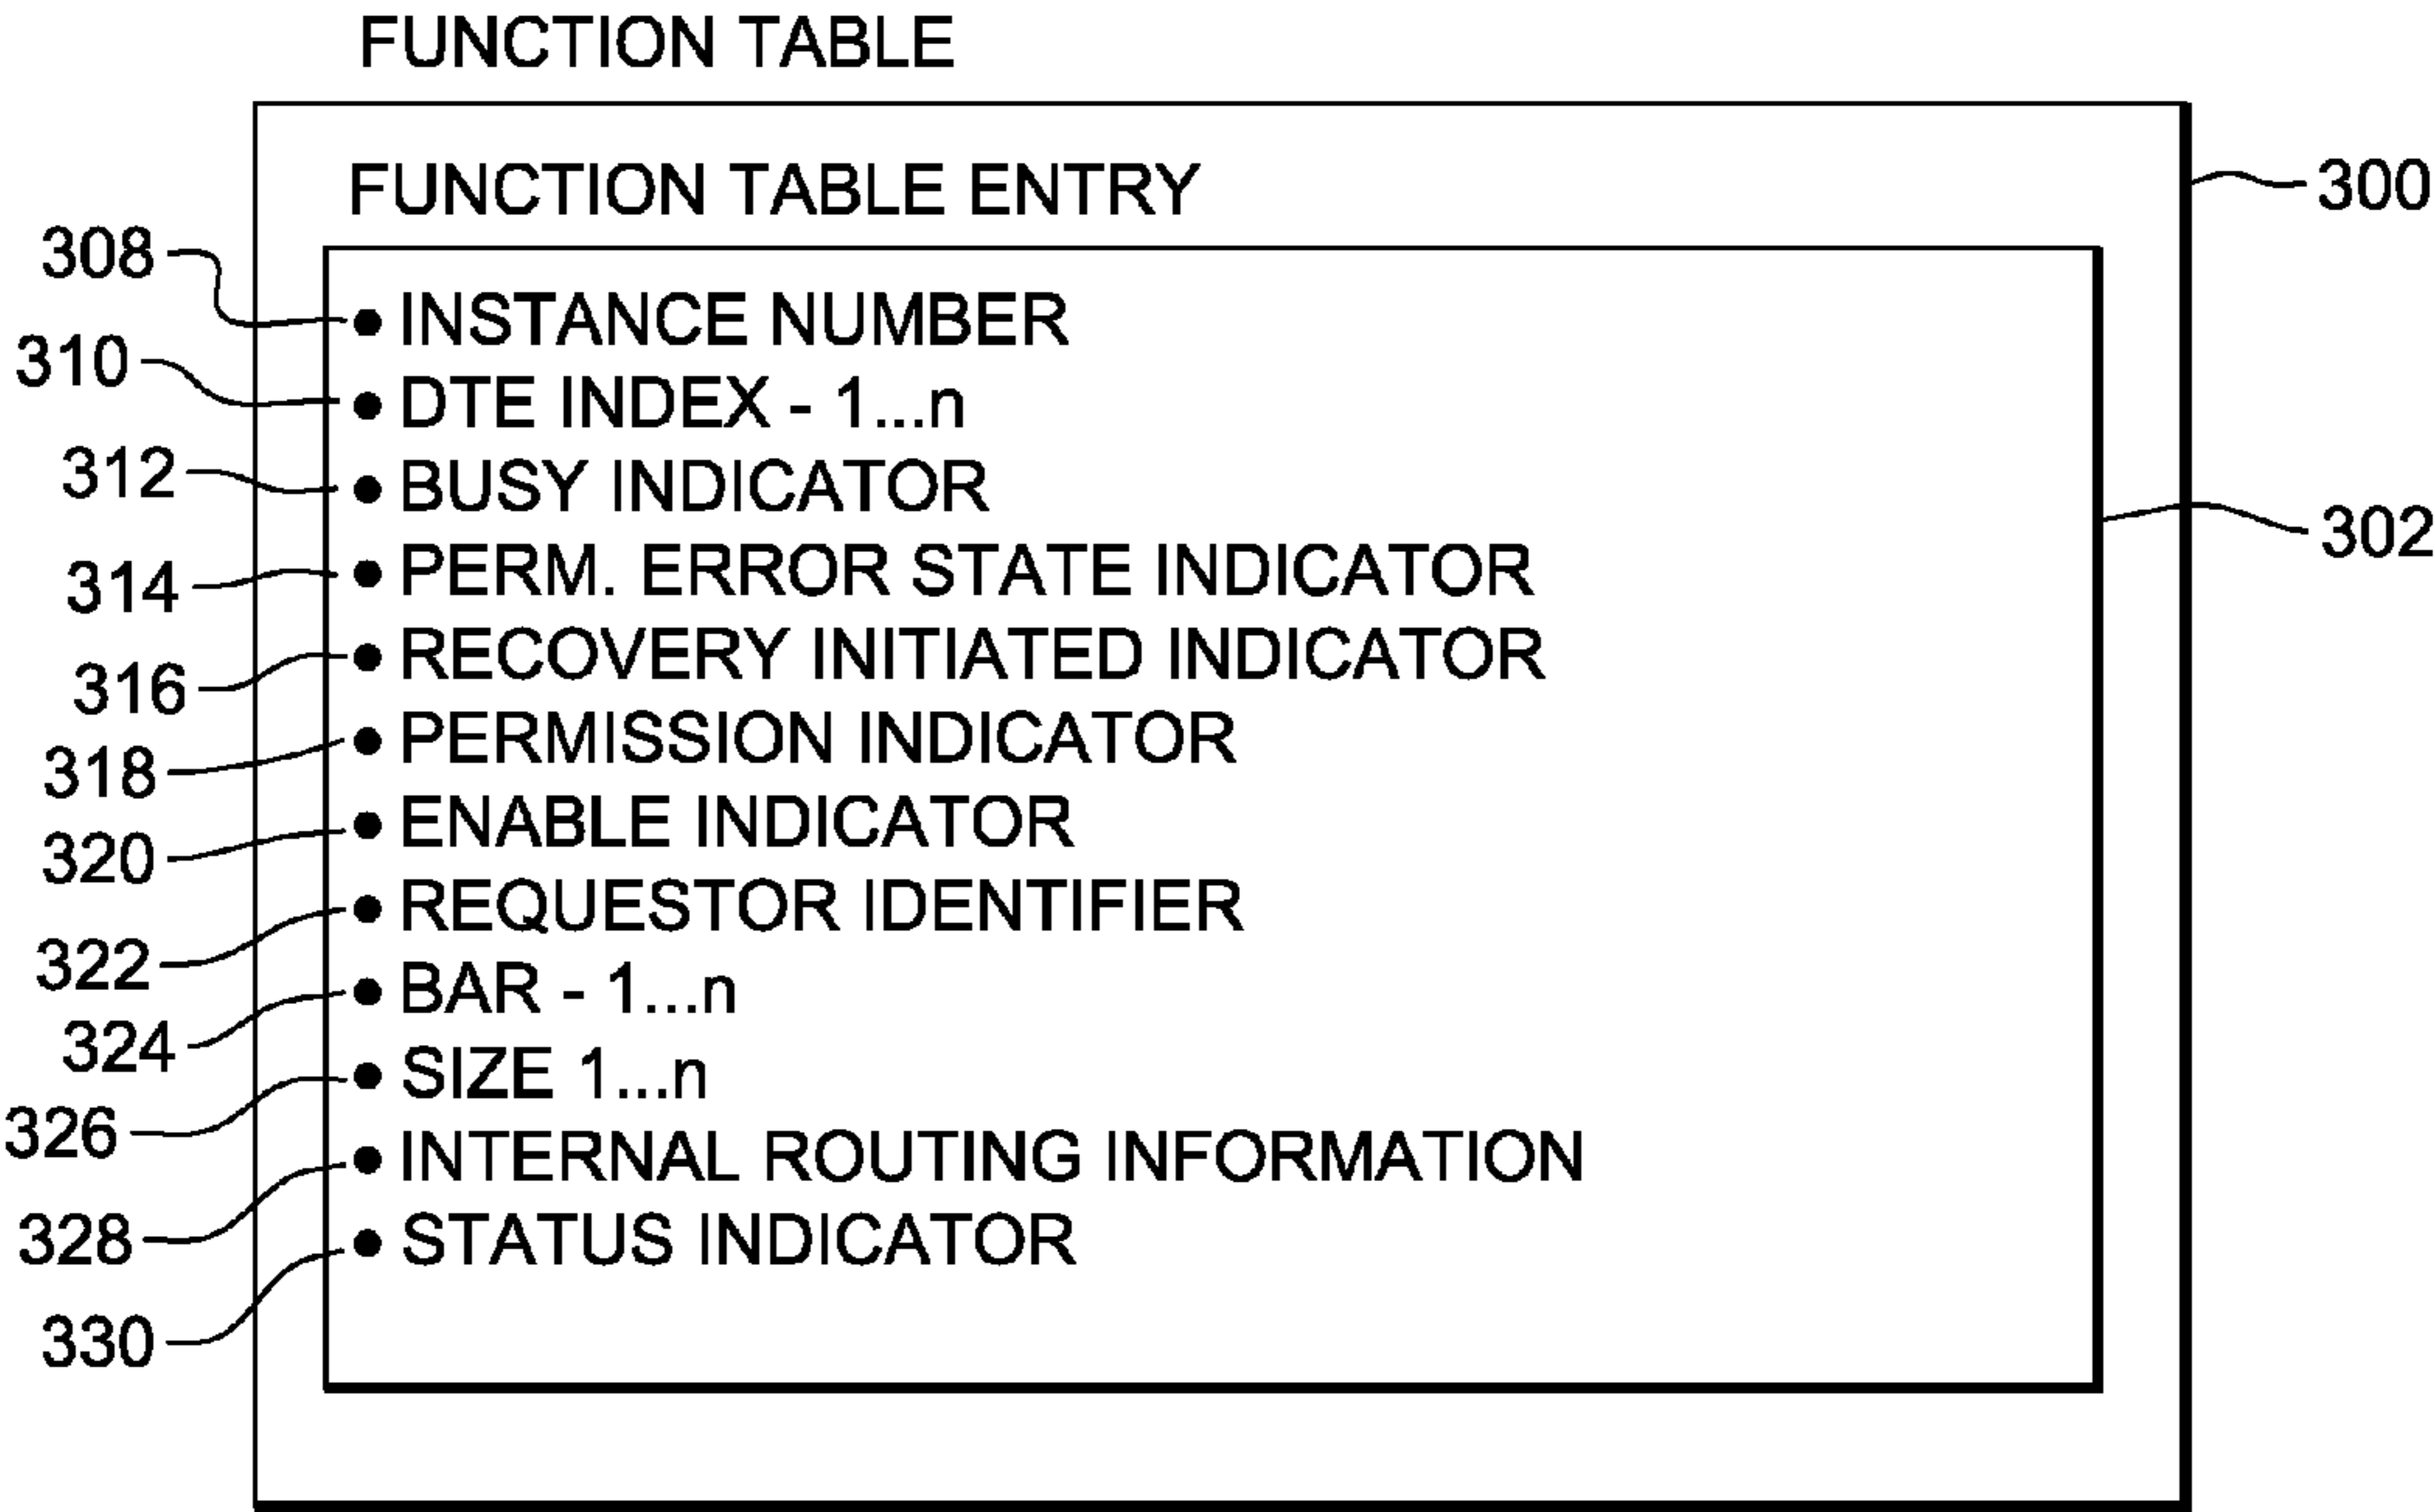 FUNCTION TABLE
FUNCTION TABLE ENTRY
300
308
INSTANCE NUMBER
310
DTE INDEX - 1...n
312
BUSY INDICATOR
302
314
PERM. ERROR STATE INDICATOR
316
RECOVERY INITIATED INDICATOR
318
PERMISSION INDICATOR
320
ENABLE INDICATOR
322
REQUESTOR IDENTIFIER
324
BAR - 1...n
326
SIZE 1...n
328
INTERNAL ROUTING INFORMATION
330
STATUS INDICATOR